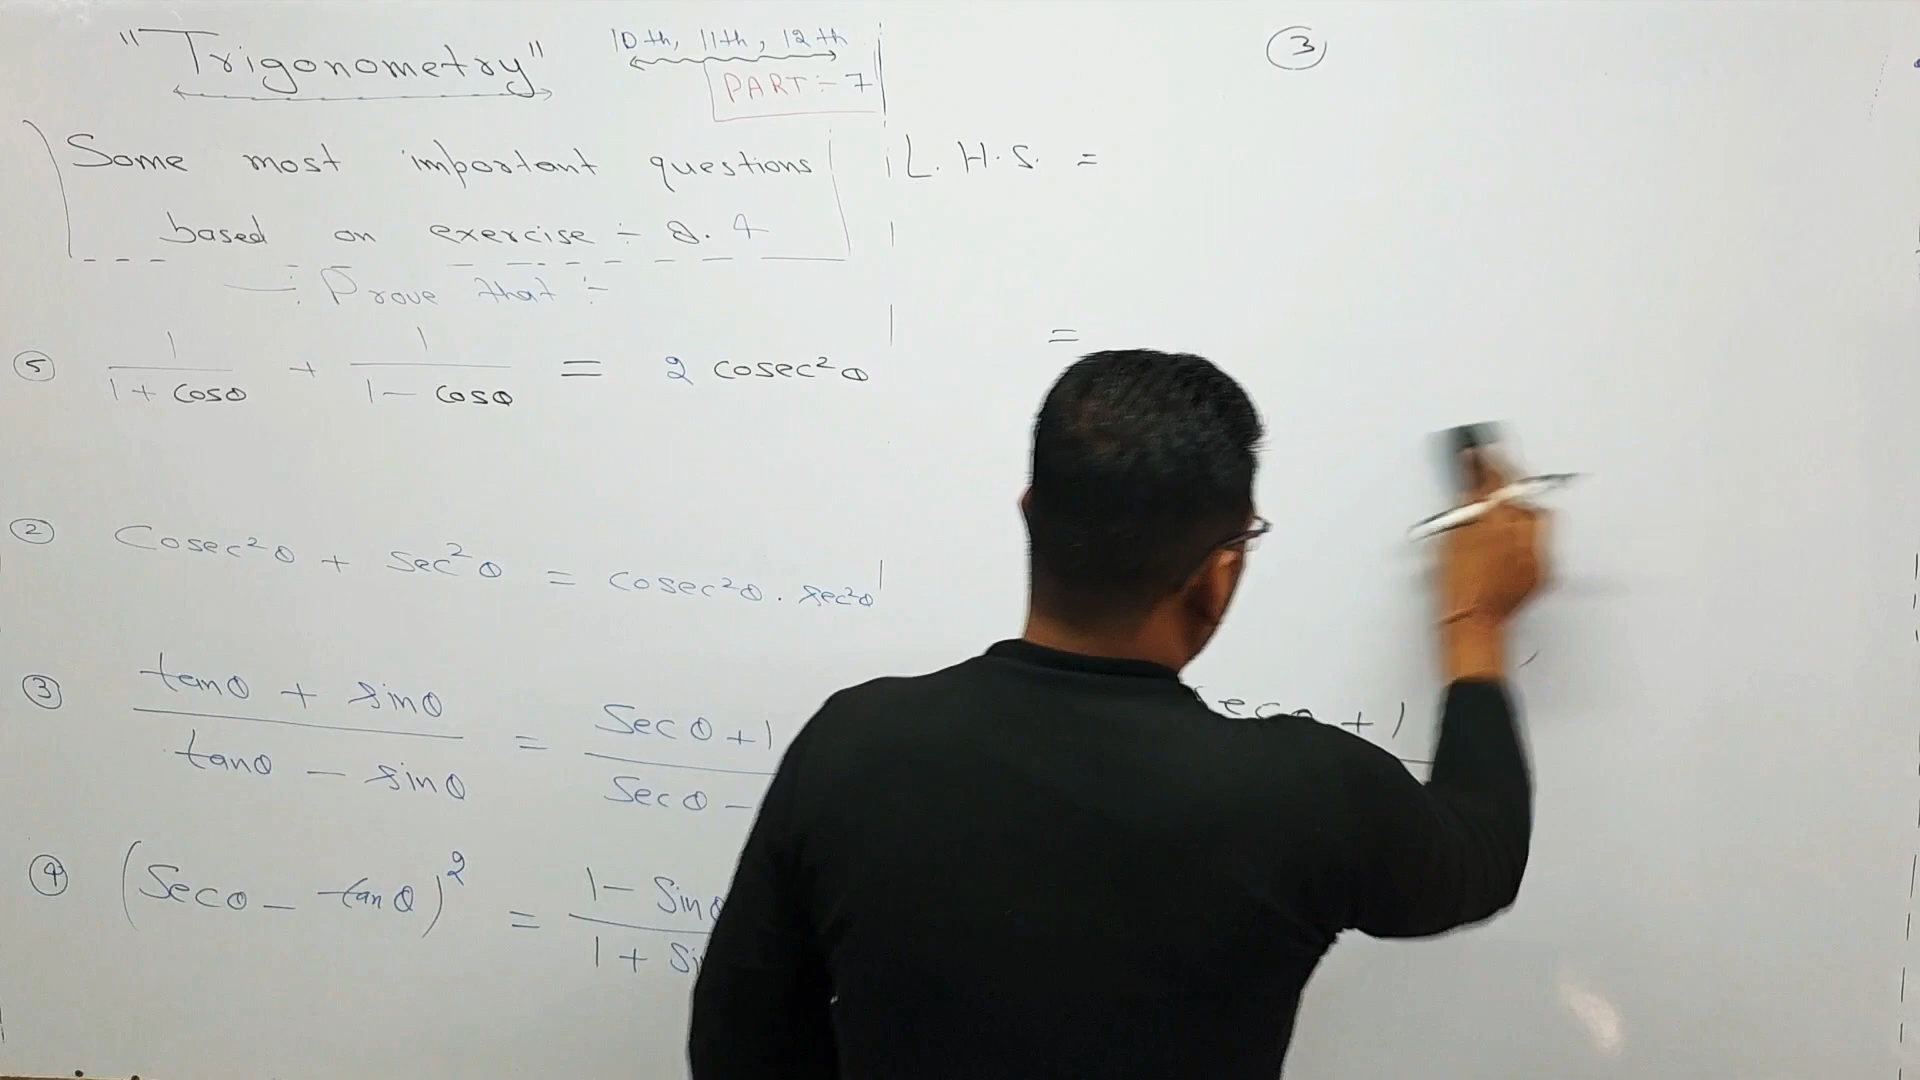 "Trigonometry"
10th, 11th, 12th
PART :- 7
Some most important questions
based on exercise :- 8.4
-: Prove that :-
⑤ 1/(1 + cosθ) + 1/(1 - cosθ) = 2 cosec²θ
② Cosec²θ + sec²θ = cosec²θ . sec²θ
③ (tanθ + sinθ)/(tanθ - sinθ) = (Secθ + 1)/(Secθ -
④ (Secθ - tanθ)² = (1 - Sinθ)/(1 + Si
③
L.H.S. =
=
secθ + 1